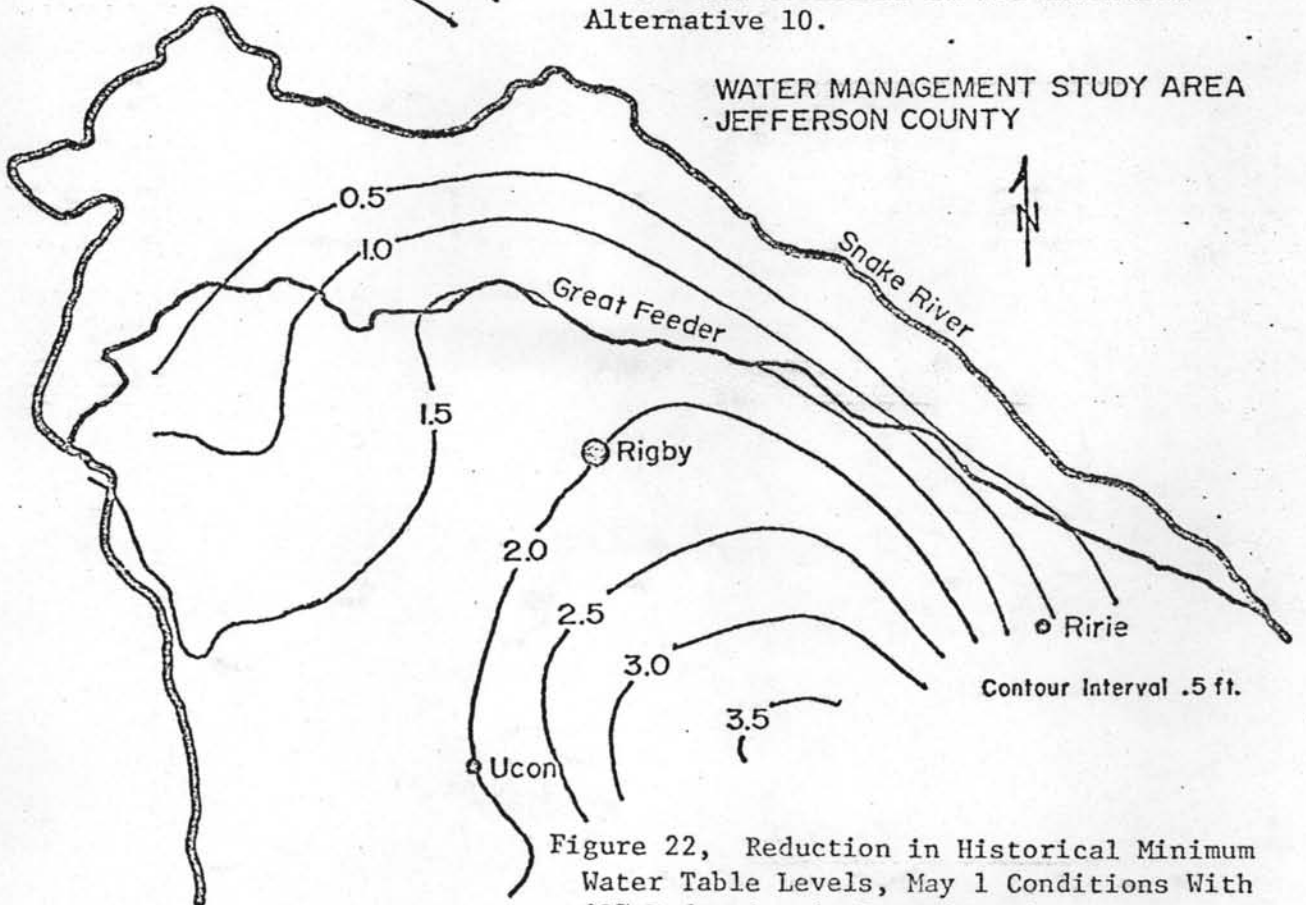 Alternative 10.
WATER MANAGEMENT STUDY AREA
JEFFERSON COUNTY
N
0.5
1.0
Snake River
Great Feeder
1.5
Rigby
2.0
2.5
3.0
Ririe
Contour Interval .5 ft.
3.5
Ucon
Figure 22, Reduction in Historical Minimum
Water Table Levels, May 1 Conditions With